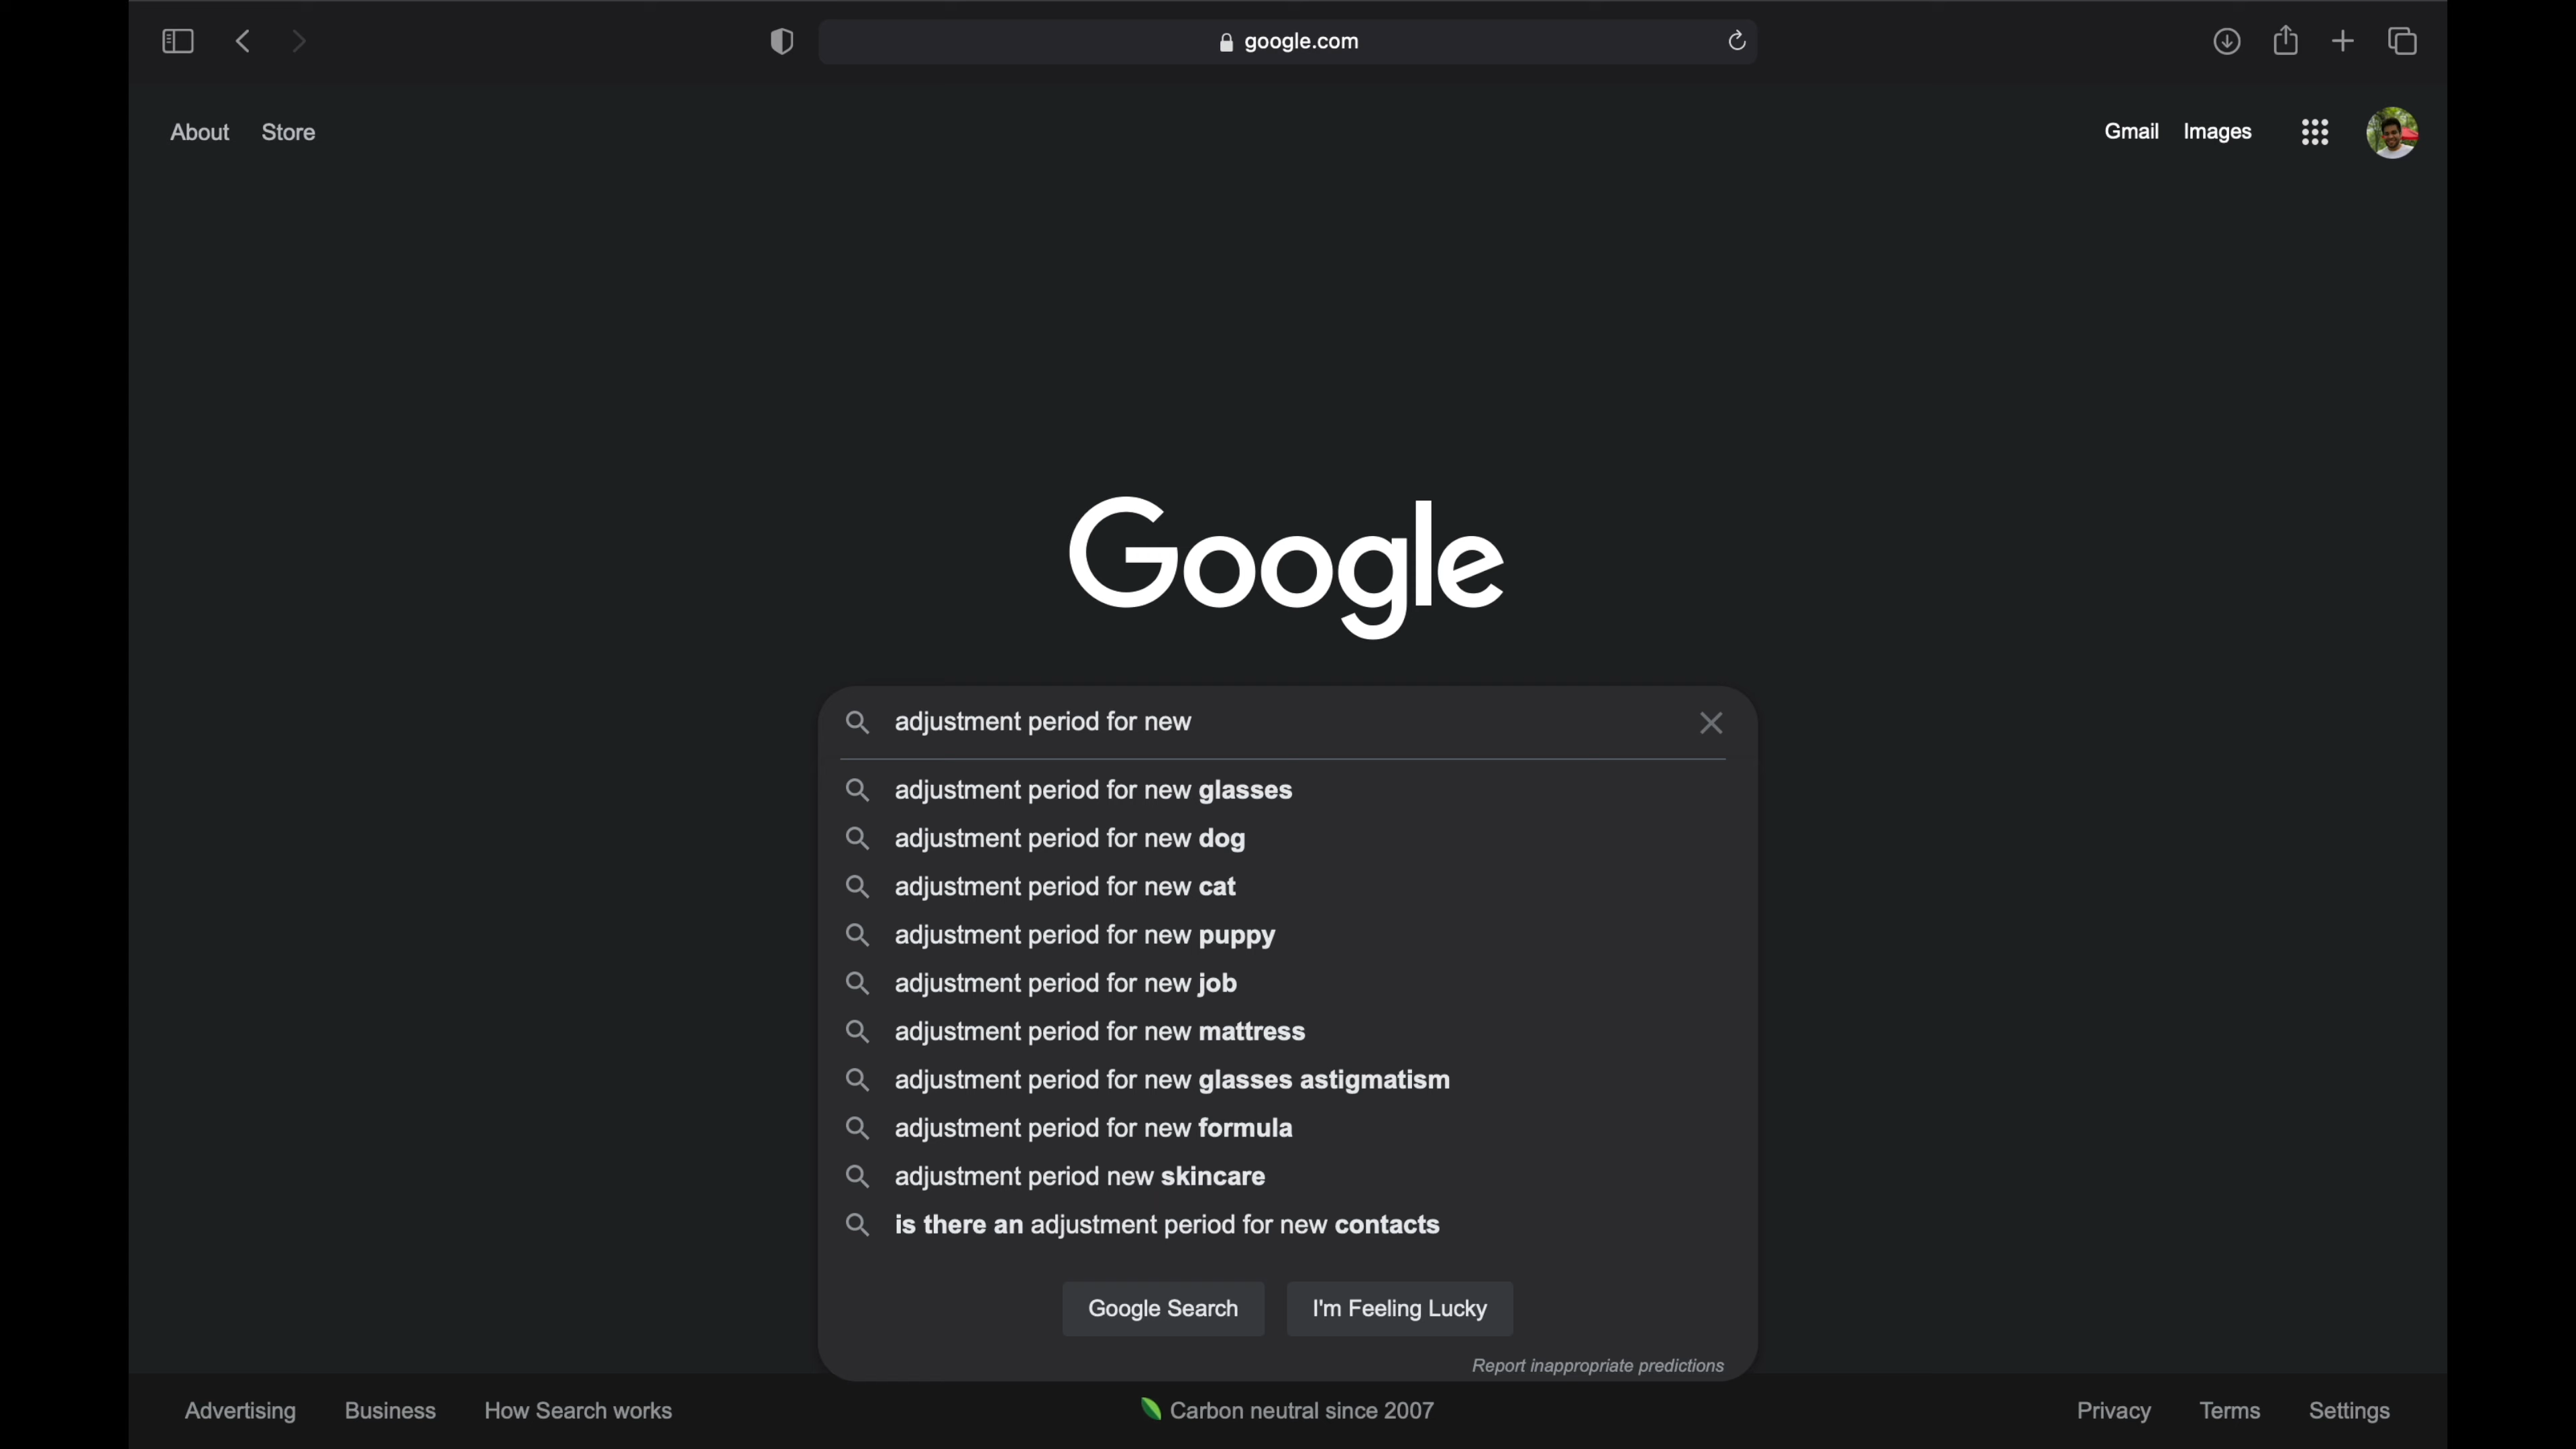 google.com
About Store
Gmail Images
Google
adjustment period for new
adjustment period for new glasses
adjustment period for new dog
adjustment period for new cat
adjustment period for new puppy
adjustment period for new job
adjustment period for new mattress
adjustment period for new glasses astigmatism
adjustment period for new formula
adjustment period new skincare
is there an adjustment period for new contacts
Google Search I'm Feeling Lucky
Report inappropriate predictions
Advertising Business How Search works Carbon neutral since 2007 Privacy Terms Settings